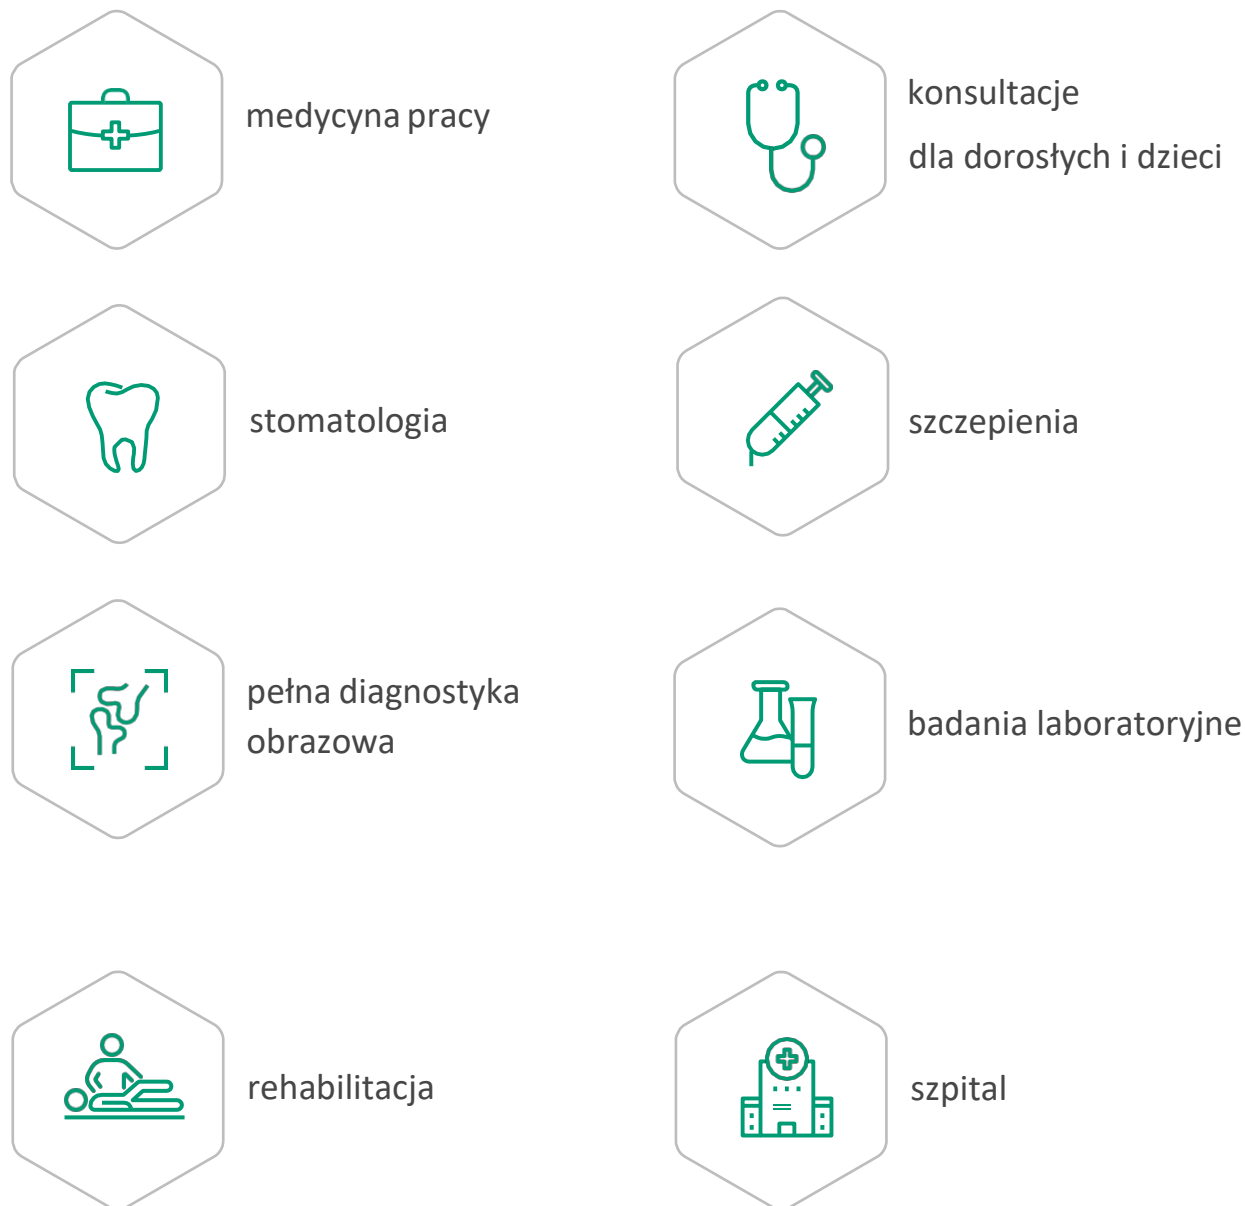 medycyna pracy
konsultacje
dla dorosłych i dzieci
stomatologia
szczepienia
pełna diagnostyka
obrazowa
badania laboratoryjne
rehabilitacja
szpital